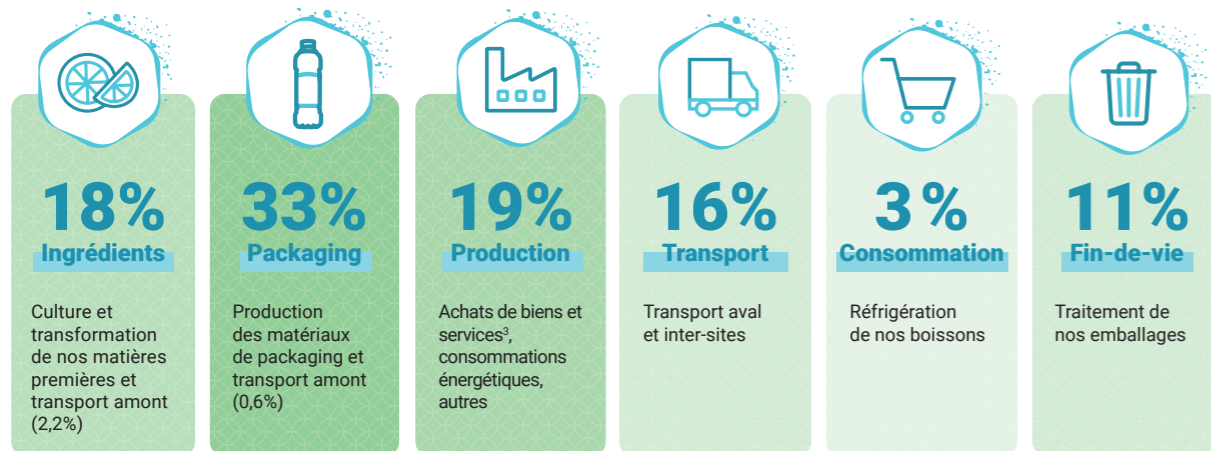 18%
Ingrédients
Culture et
transformation
de nos matières
premières et
transport amont
(2,2%)
33%
Packaging
Production
des matériaux
de packaging et
transport amont
(0,6%)
19%
Production
Achats de biens et
services³,
consommations
énergétiques,
autres
16%
Transport
Transport aval
et inter-sites
3%
Consommation
Réfrigération
de nos boissons
11%
Fin-de-vie
Traitement de
nos emballages